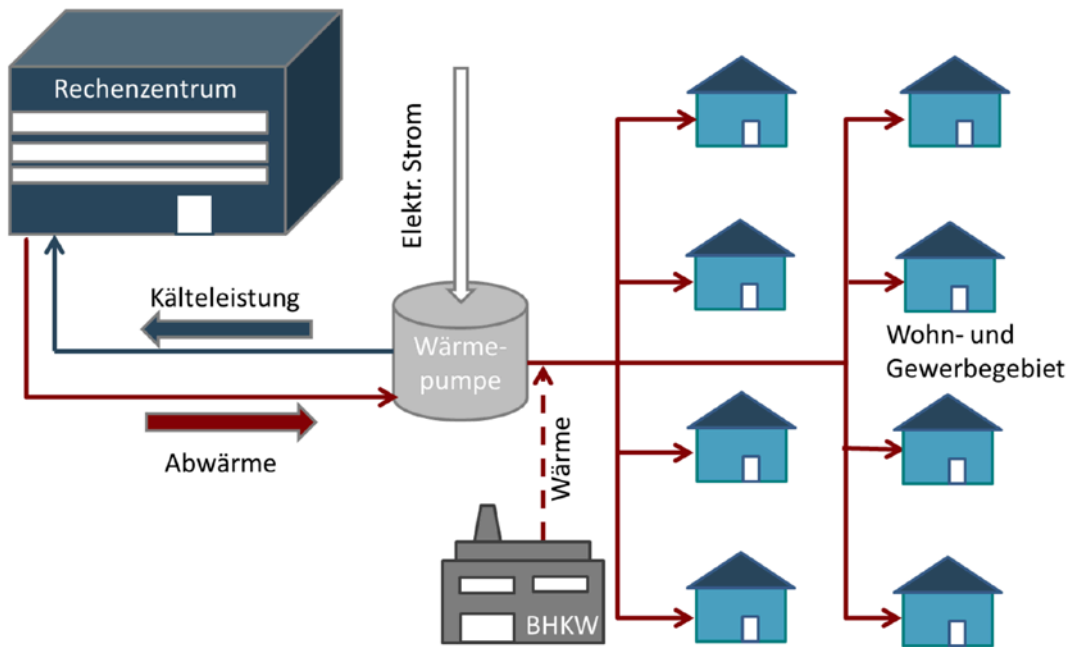 Rechenzentrum
Elektr. Strom
Kälteleistung
Wärme-
pumpe
Abwärme
Wärme
BHKW
Wohn- und
Gewerbegebiet